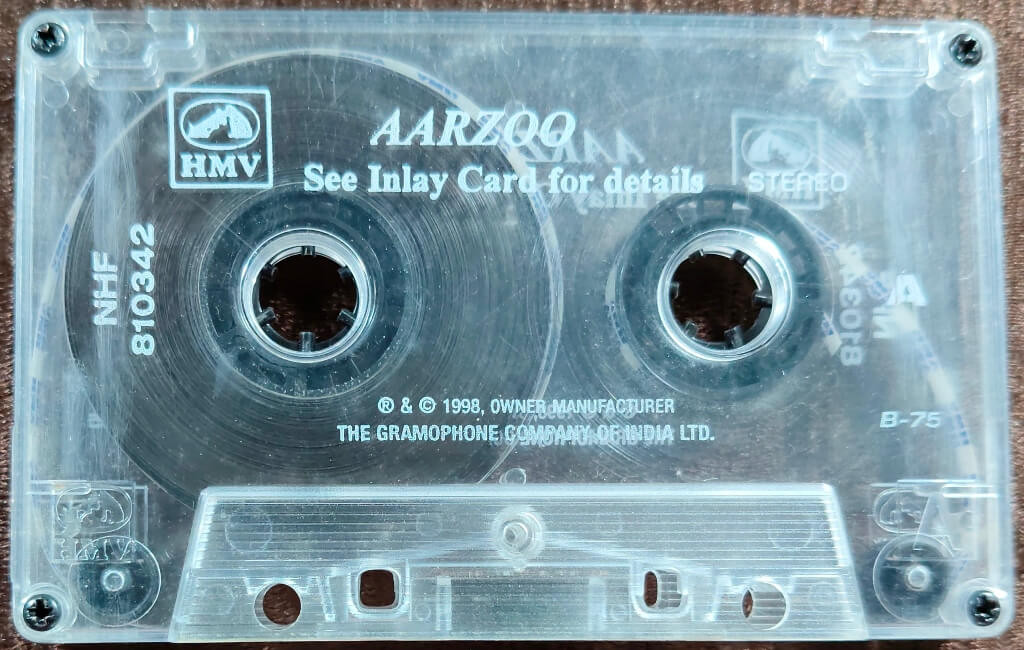 HMV
AARZOO
See Inlay Card for details
STEREO
NHF
810342
A
® & © 1998, OWNER MANUFACTURER
THE GRAMOPHONE COMPANY OF INDIA LTD.
B-75